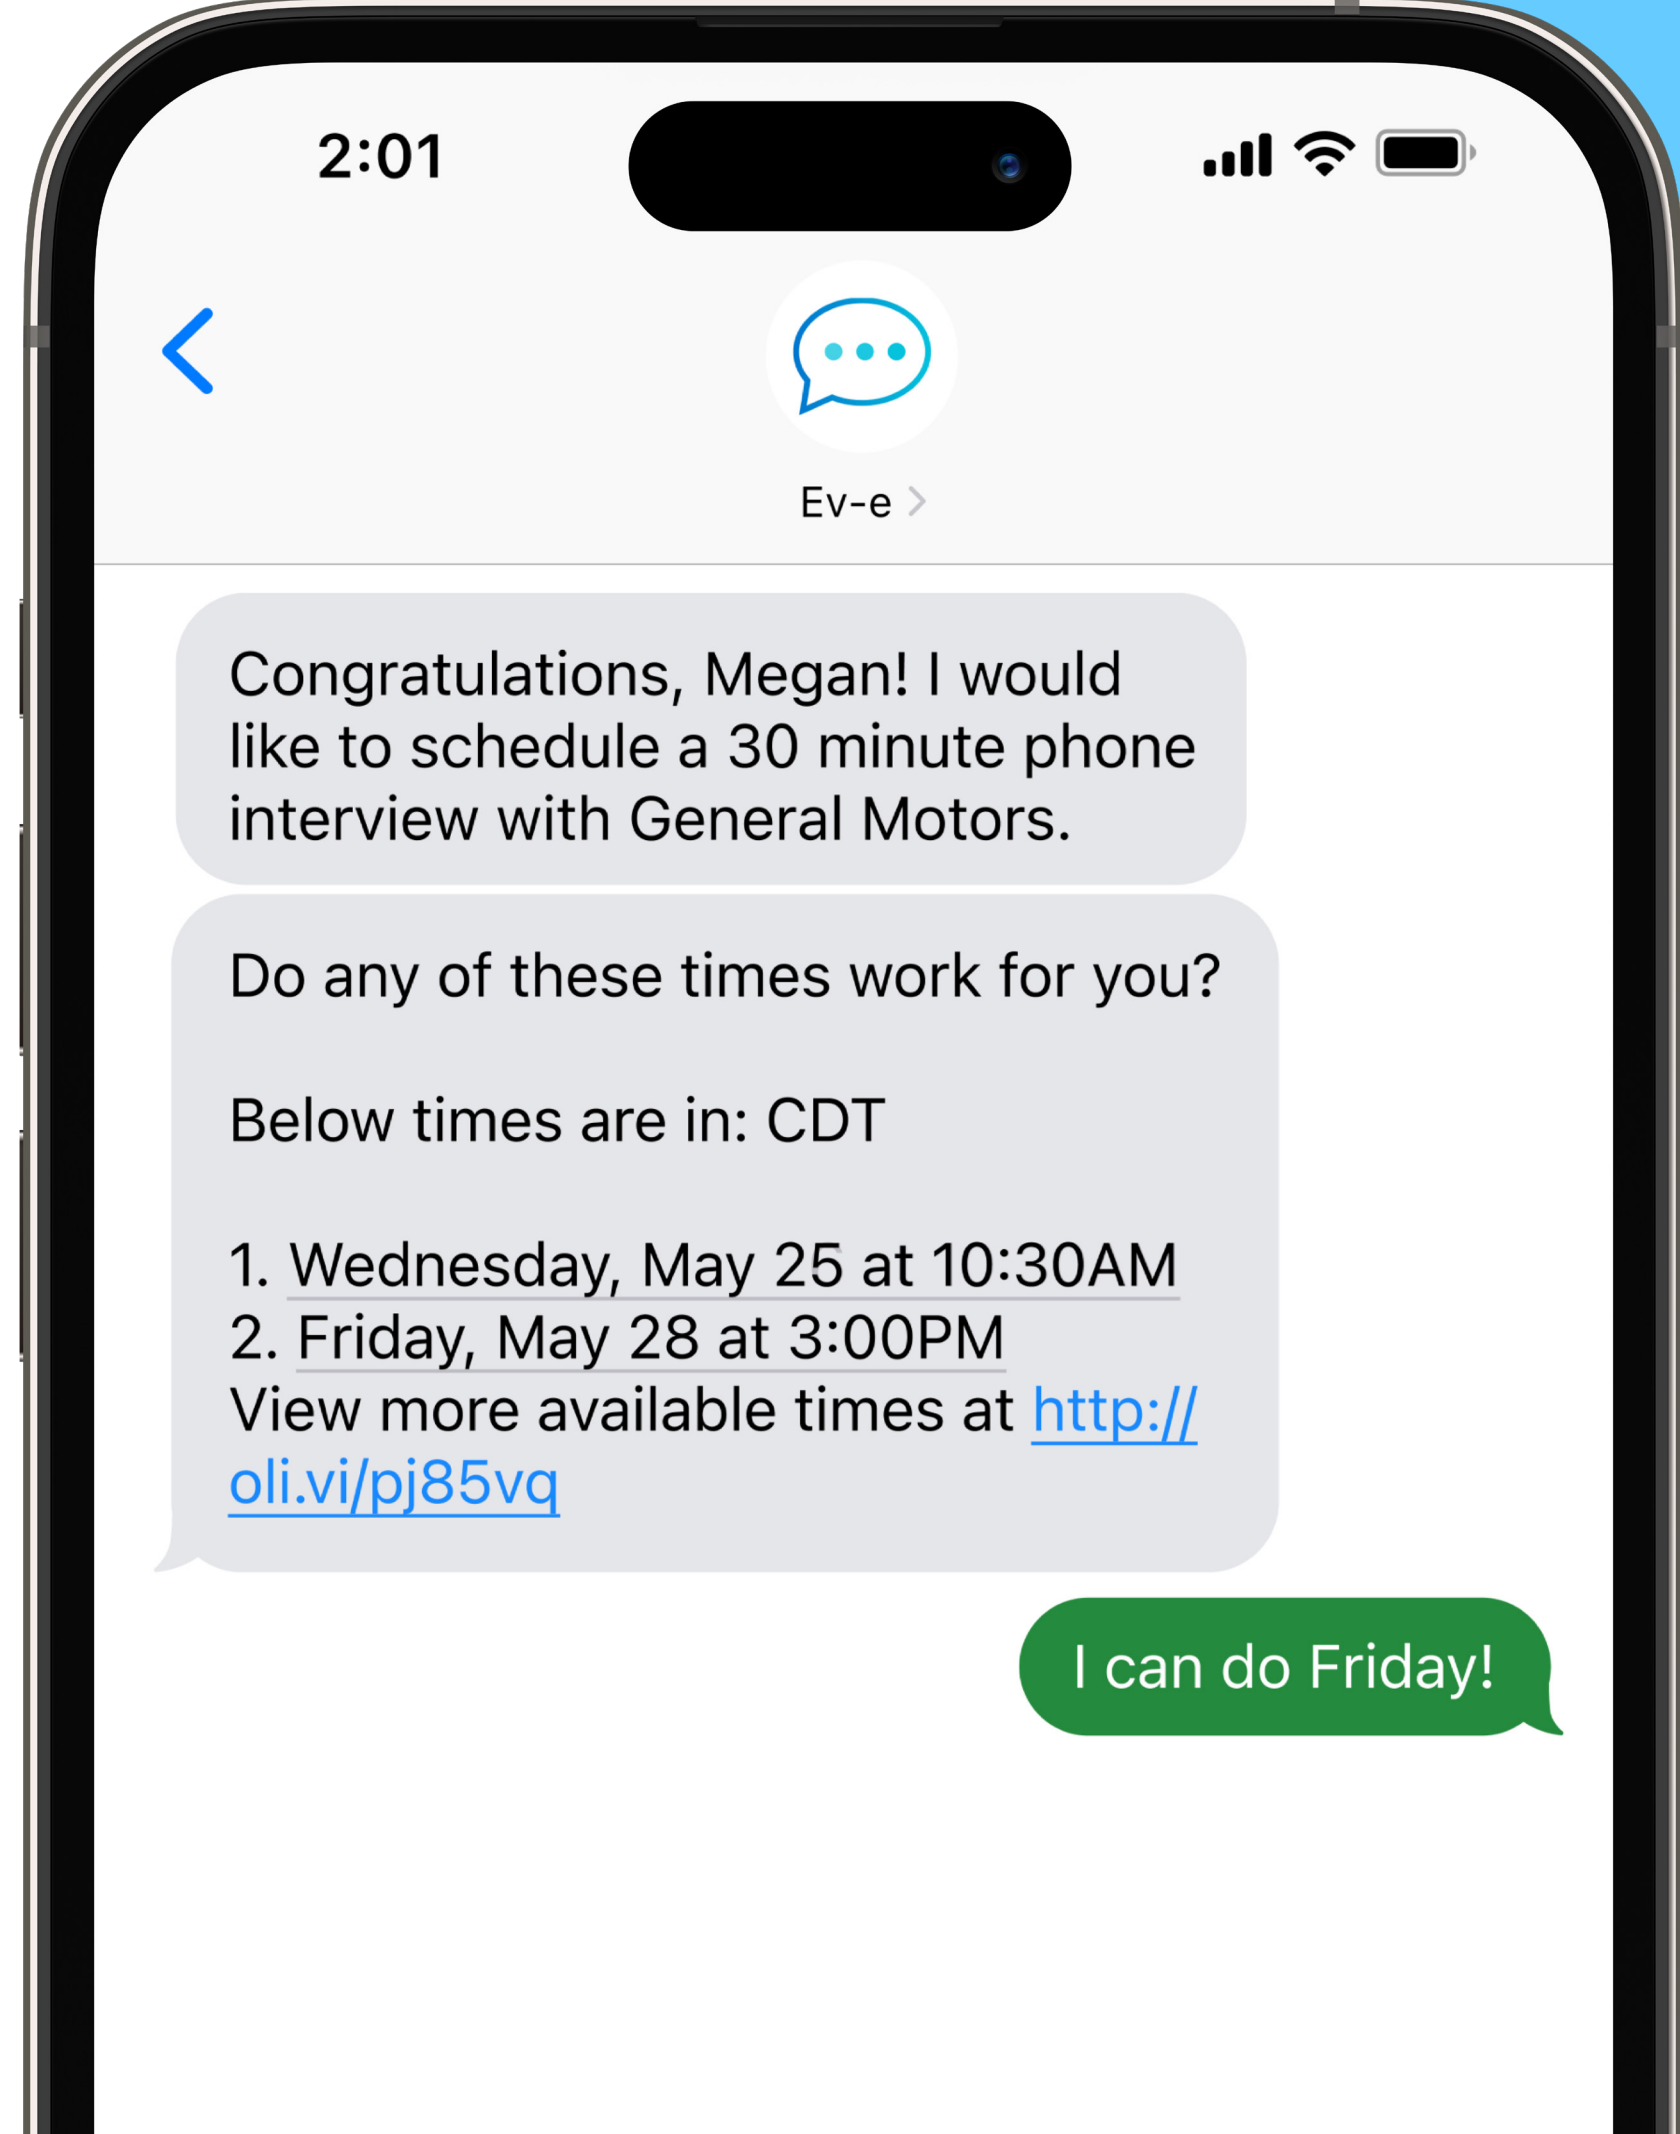 2:01
Ev-e
Congratulations, Megan! I would
like to schedule a 30 minute phone
interview with General Motors.
Do any of these times work for you?
Below times are in: CDT
1. Wednesday, May 25 at 10:30AM
2. Friday, May 28 at 3:00PM
View more available times at http://
oli.vi/pj85vq
I can do Friday!